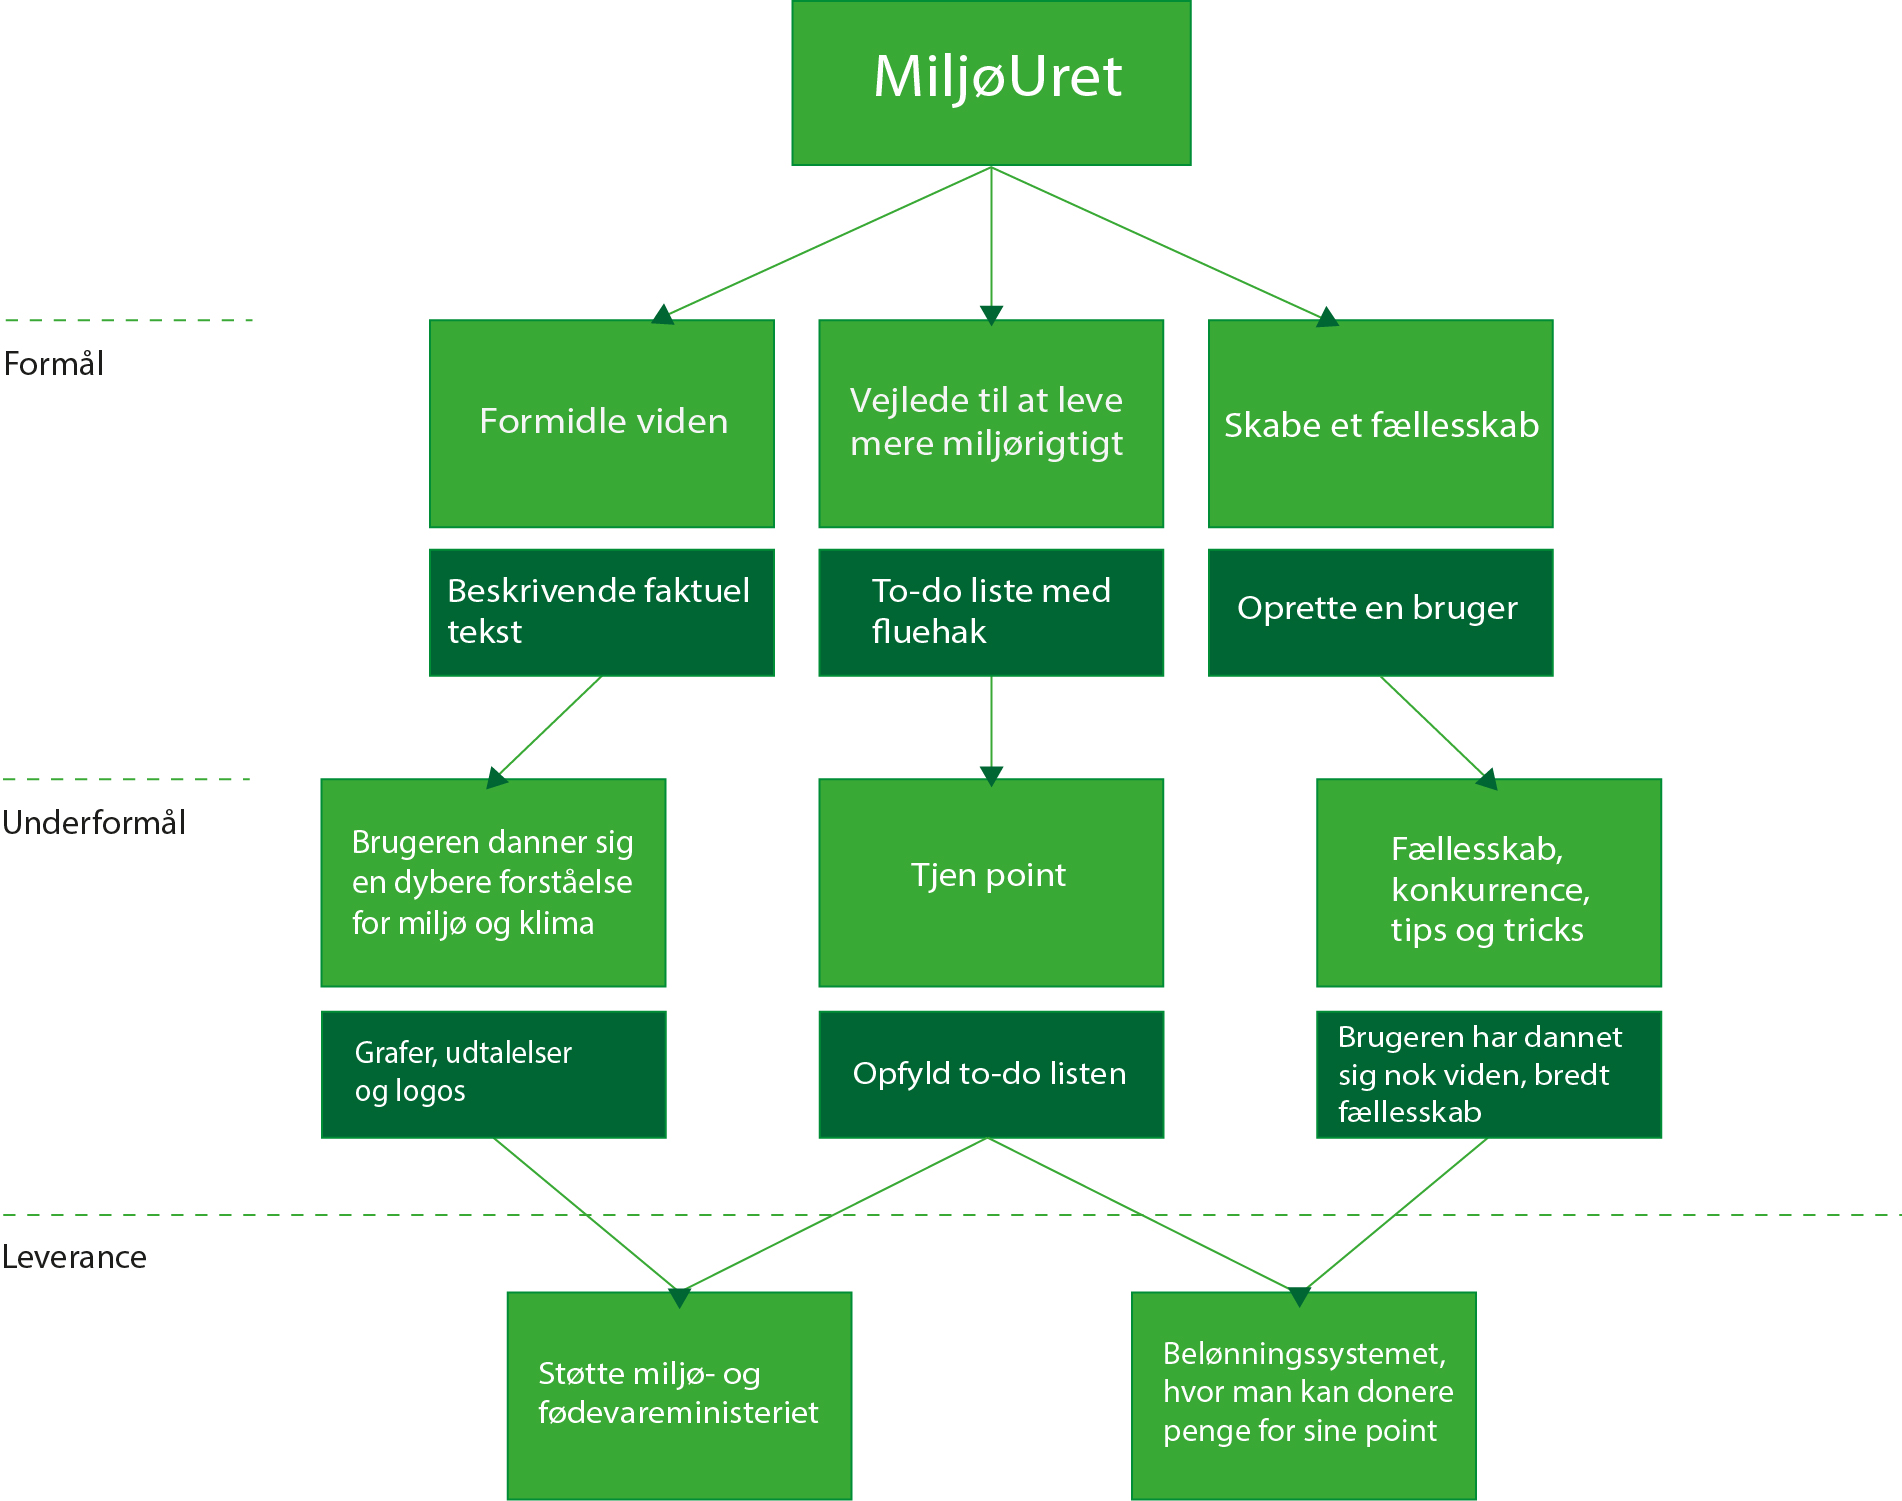 MiljøUret
Formål
Formidle viden
Vejlede til at leve
mere miljørigtigt
Skabe et fællesskab
Beskrivende faktuel
tekst
To-do liste med
fluehak
Oprette en bruger
Underformål
Brugeren danner sig
en dybere forståelse
for miljø og klima
Tjen point
Fællesskab,
konkurrence,
tips og tricks
Grafer, udtalelser
og logos
Opfyld to-do listen
Brugeren har dannet
sig nok viden, bredt
fællesskab
Leverance
Støtte miljø- og
fødevareministeriet
Belønningssystemet,
hvor man kan donere
penge for sine point